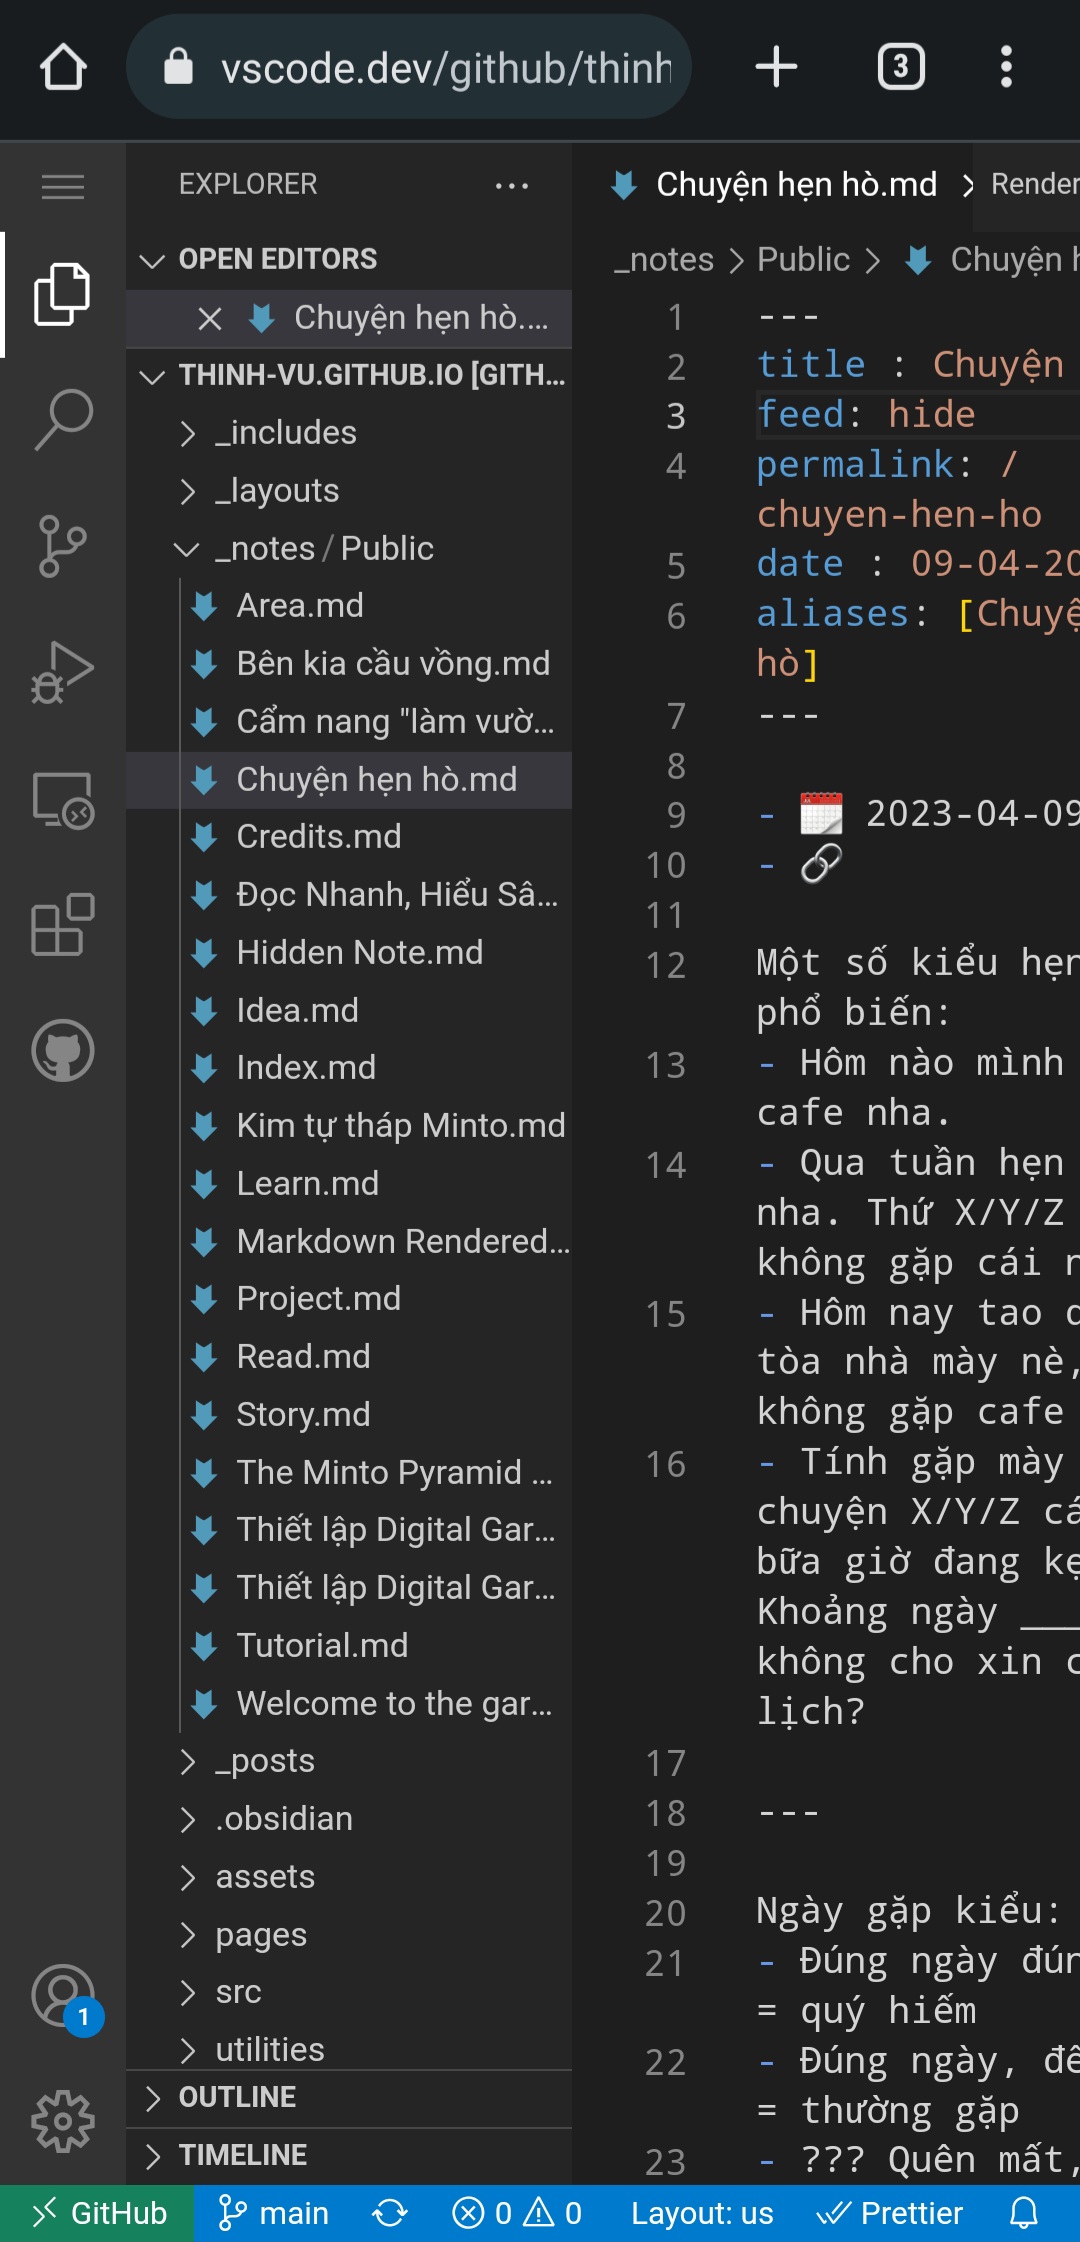 vscode.dev/github/thinh
3
EXPLORER
OPEN EDITORS
Chuyện hẹn hò....
THINH-VU.GITHUB.IO [GITH...
_includes
_layouts
_notes / Public
Area.md
Bên kia cầu vồng.md
Cẩm nang "làm vườ...
Chuyện hẹn hò.md
Credits.md
Đọc Nhanh, Hiểu Sâ...
Hidden Note.md
Idea.md
Index.md
Kim tự tháp Minto.md
Learn.md
Markdown Rendered...
Project.md
Read.md
Story.md
The Minto Pyramid ...
Thiết lập Digital Gar...
Thiết lập Digital Gar...
Tutorial.md
Welcome to the gar...
_posts
.obsidian
assets
pages
src
utilities
OUTLINE
TIMELINE
1
Chuyện hẹn hò.md
Render
_notes > Public > Chuyện h
1 ---
2 title : Chuyện
3 feed: hide
4 permalink: /
chuyen-hen-ho
5 date : 09-04-20
6 aliases: [Chuyệ
hò]
7 ---
8
9 - 🗓 2023-04-09
10 - 🔗
11
12 Một số kiểu hẹn
phổ biến:
13 - Hôm nào mình
cafe nha.
14 - Qua tuần hẹn
nha. Thứ X/Y/Z
không gặp cái n
15 - Hôm nay tao q
tòa nhà mày nè,
không gặp cafe
16 - Tính gặp mày
chuyện X/Y/Z cá
bữa giờ đang kẹ
Khoảng ngày ___
không cho xin c
lịch?
17
18 ---
19
20 Ngày gặp kiểu:
21 - Đúng ngày đún
= quý hiếm
22 - Đúng ngày, đế
= thường gặp
23 - ??? Quên mất,
GitHub
main
0 0
Layout: us
Prettier